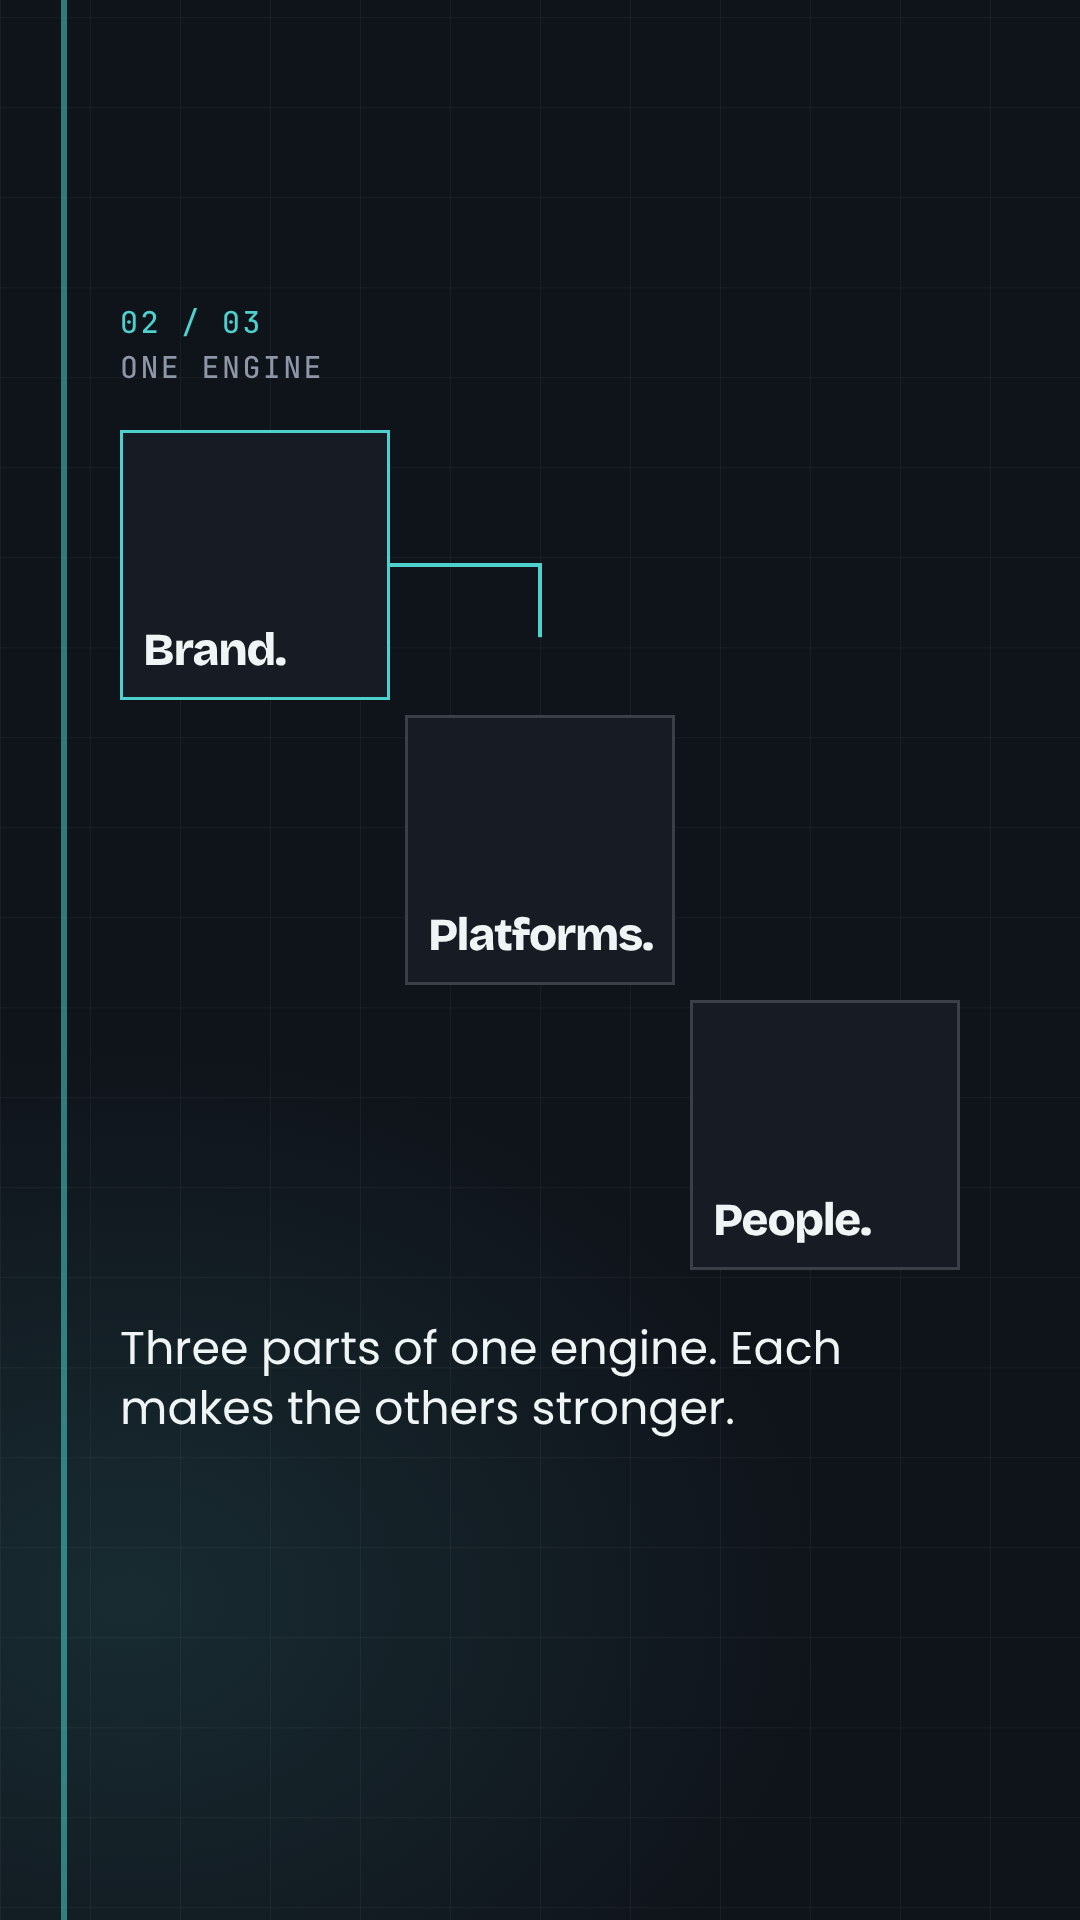 02 / 03
ONE ENGINE
Brand.
Platforms.
People.
Three parts of one engine. Each
makes the others stronger.